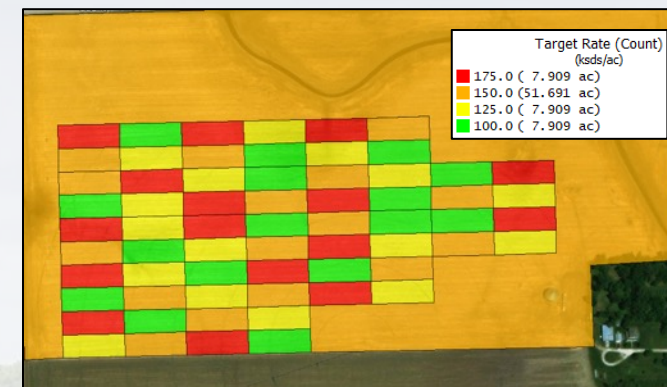 Target Rate (Count)
(ksds/ac)
175.0 ( 7.909 ac)
150.0 (51.691 ac)
125.0 ( 7.909 ac)
100.0 ( 7.909 ac)